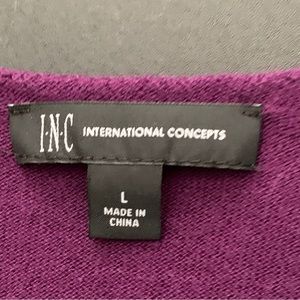 I·N·C INTERNATIONAL CONCEPTS
L
MADE IN
CHINA